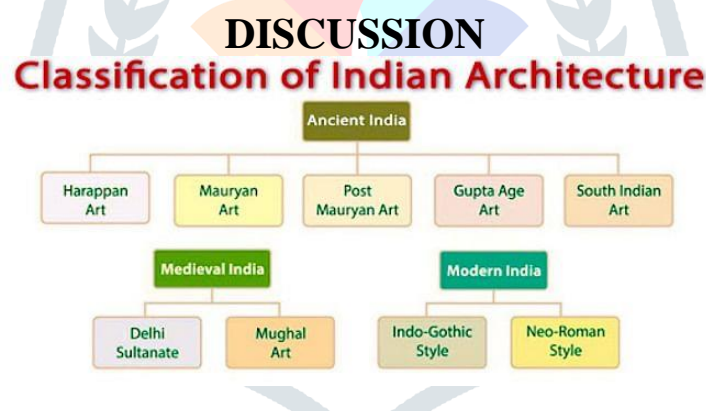 DISCUSSION
Classification of Indian Architecture
Ancient India
Harappan
Art
Mauryan
Art
Post
Mauryan Art
Gupta Age
Art
South Indian
Art
Medieval India
Modern India
Delhi
Sultanate
Mughal
Art
Indo-Gothic
Style
Neo-Roman
Style